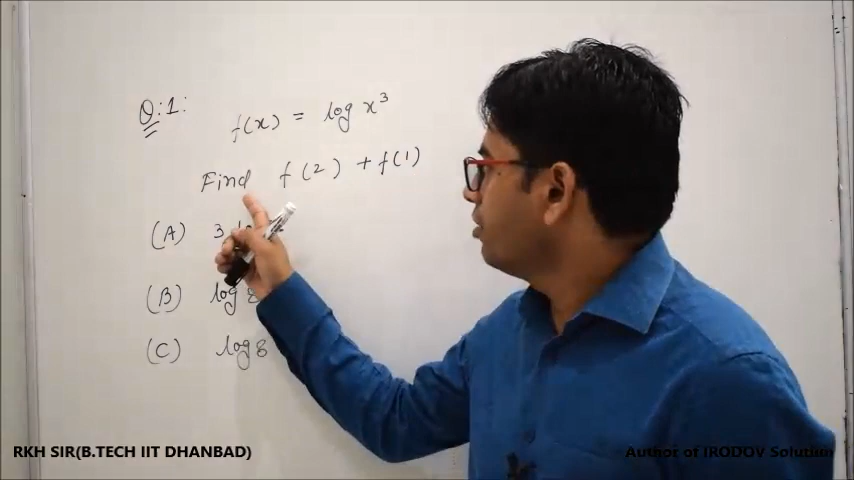 Q:1:
f(x) = log x³
Find f(2) + f(1)
(A) 3
(B) log 8
(C) log 8
RKH SIR(B.TECH IIT DHANBAD)
Author of IRODOV Solution